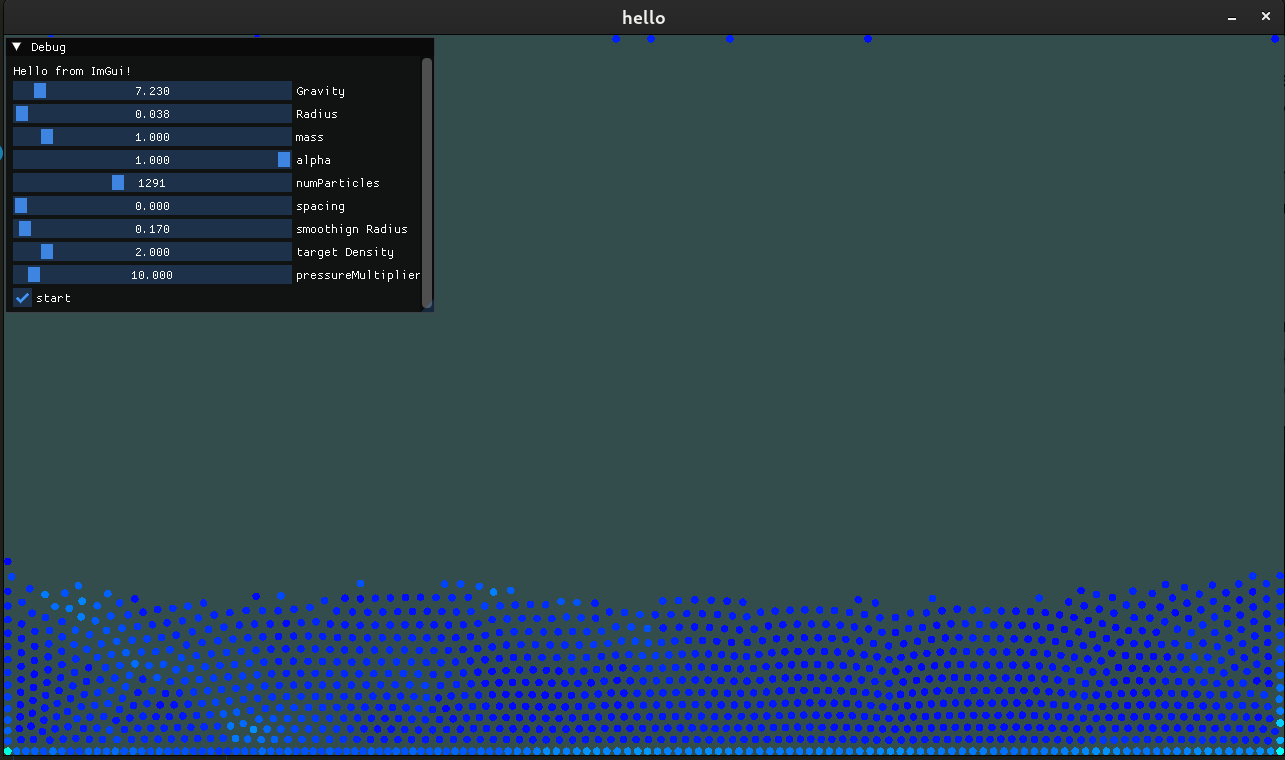 hello
Debug
Hello from ImGui!
7.230 Gravity
0.038 Radius
1.000 mass
1.000 alpha
1291 numParticles
0.000 spacing
0.170 smoothign Radius
2.000 target Density
10.000 pressureMultiplier
start